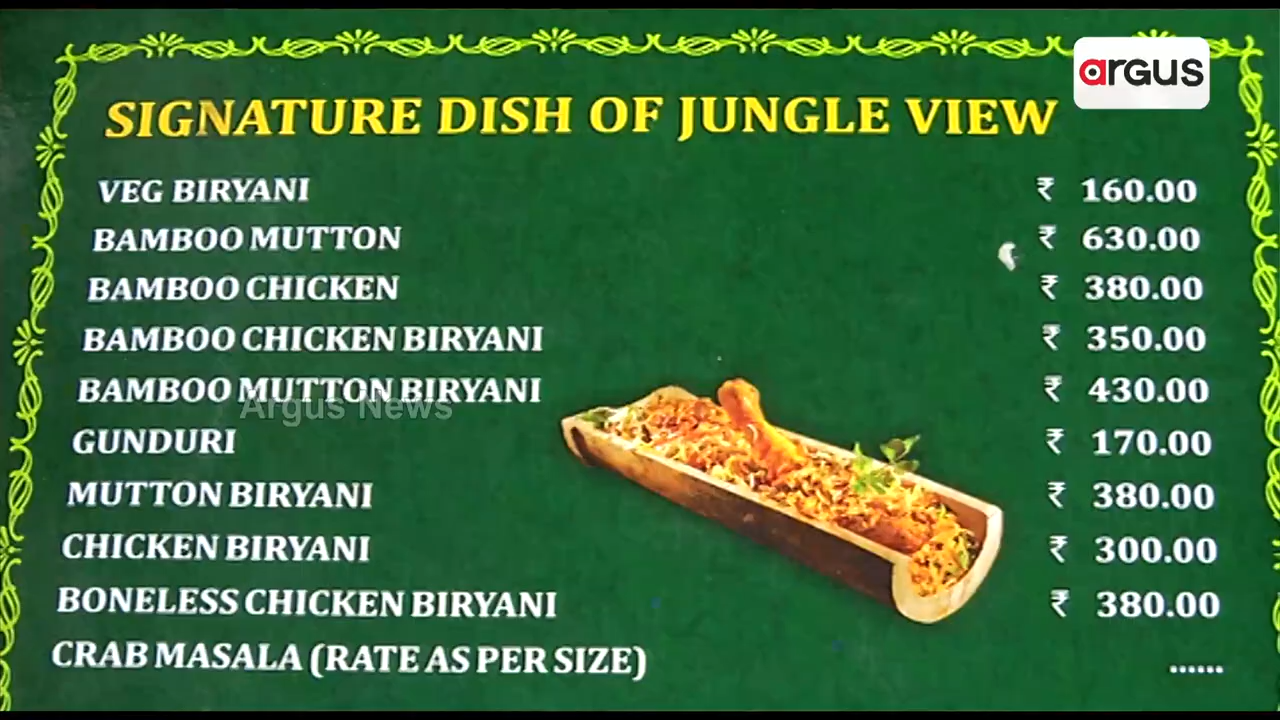 argus
SIGNATURE DISH OF JUNGLE VIEW
VEG BIRYANI ₹ 160.00
BAMBOO MUTTON ₹ 630.00
BAMBOO CHICKEN ₹ 380.00
BAMBOO CHICKEN BIRYANI ₹ 350.00
BAMBOO MUTTON BIRYANI ₹ 430.00
Argus News
GUNDURI ₹ 170.00
MUTTON BIRYANI ₹ 380.00
CHICKEN BIRYANI ₹ 300.00
BONELESS CHICKEN BIRYANI ₹ 380.00
CRAB MASALA (RATE AS PER SIZE) ......